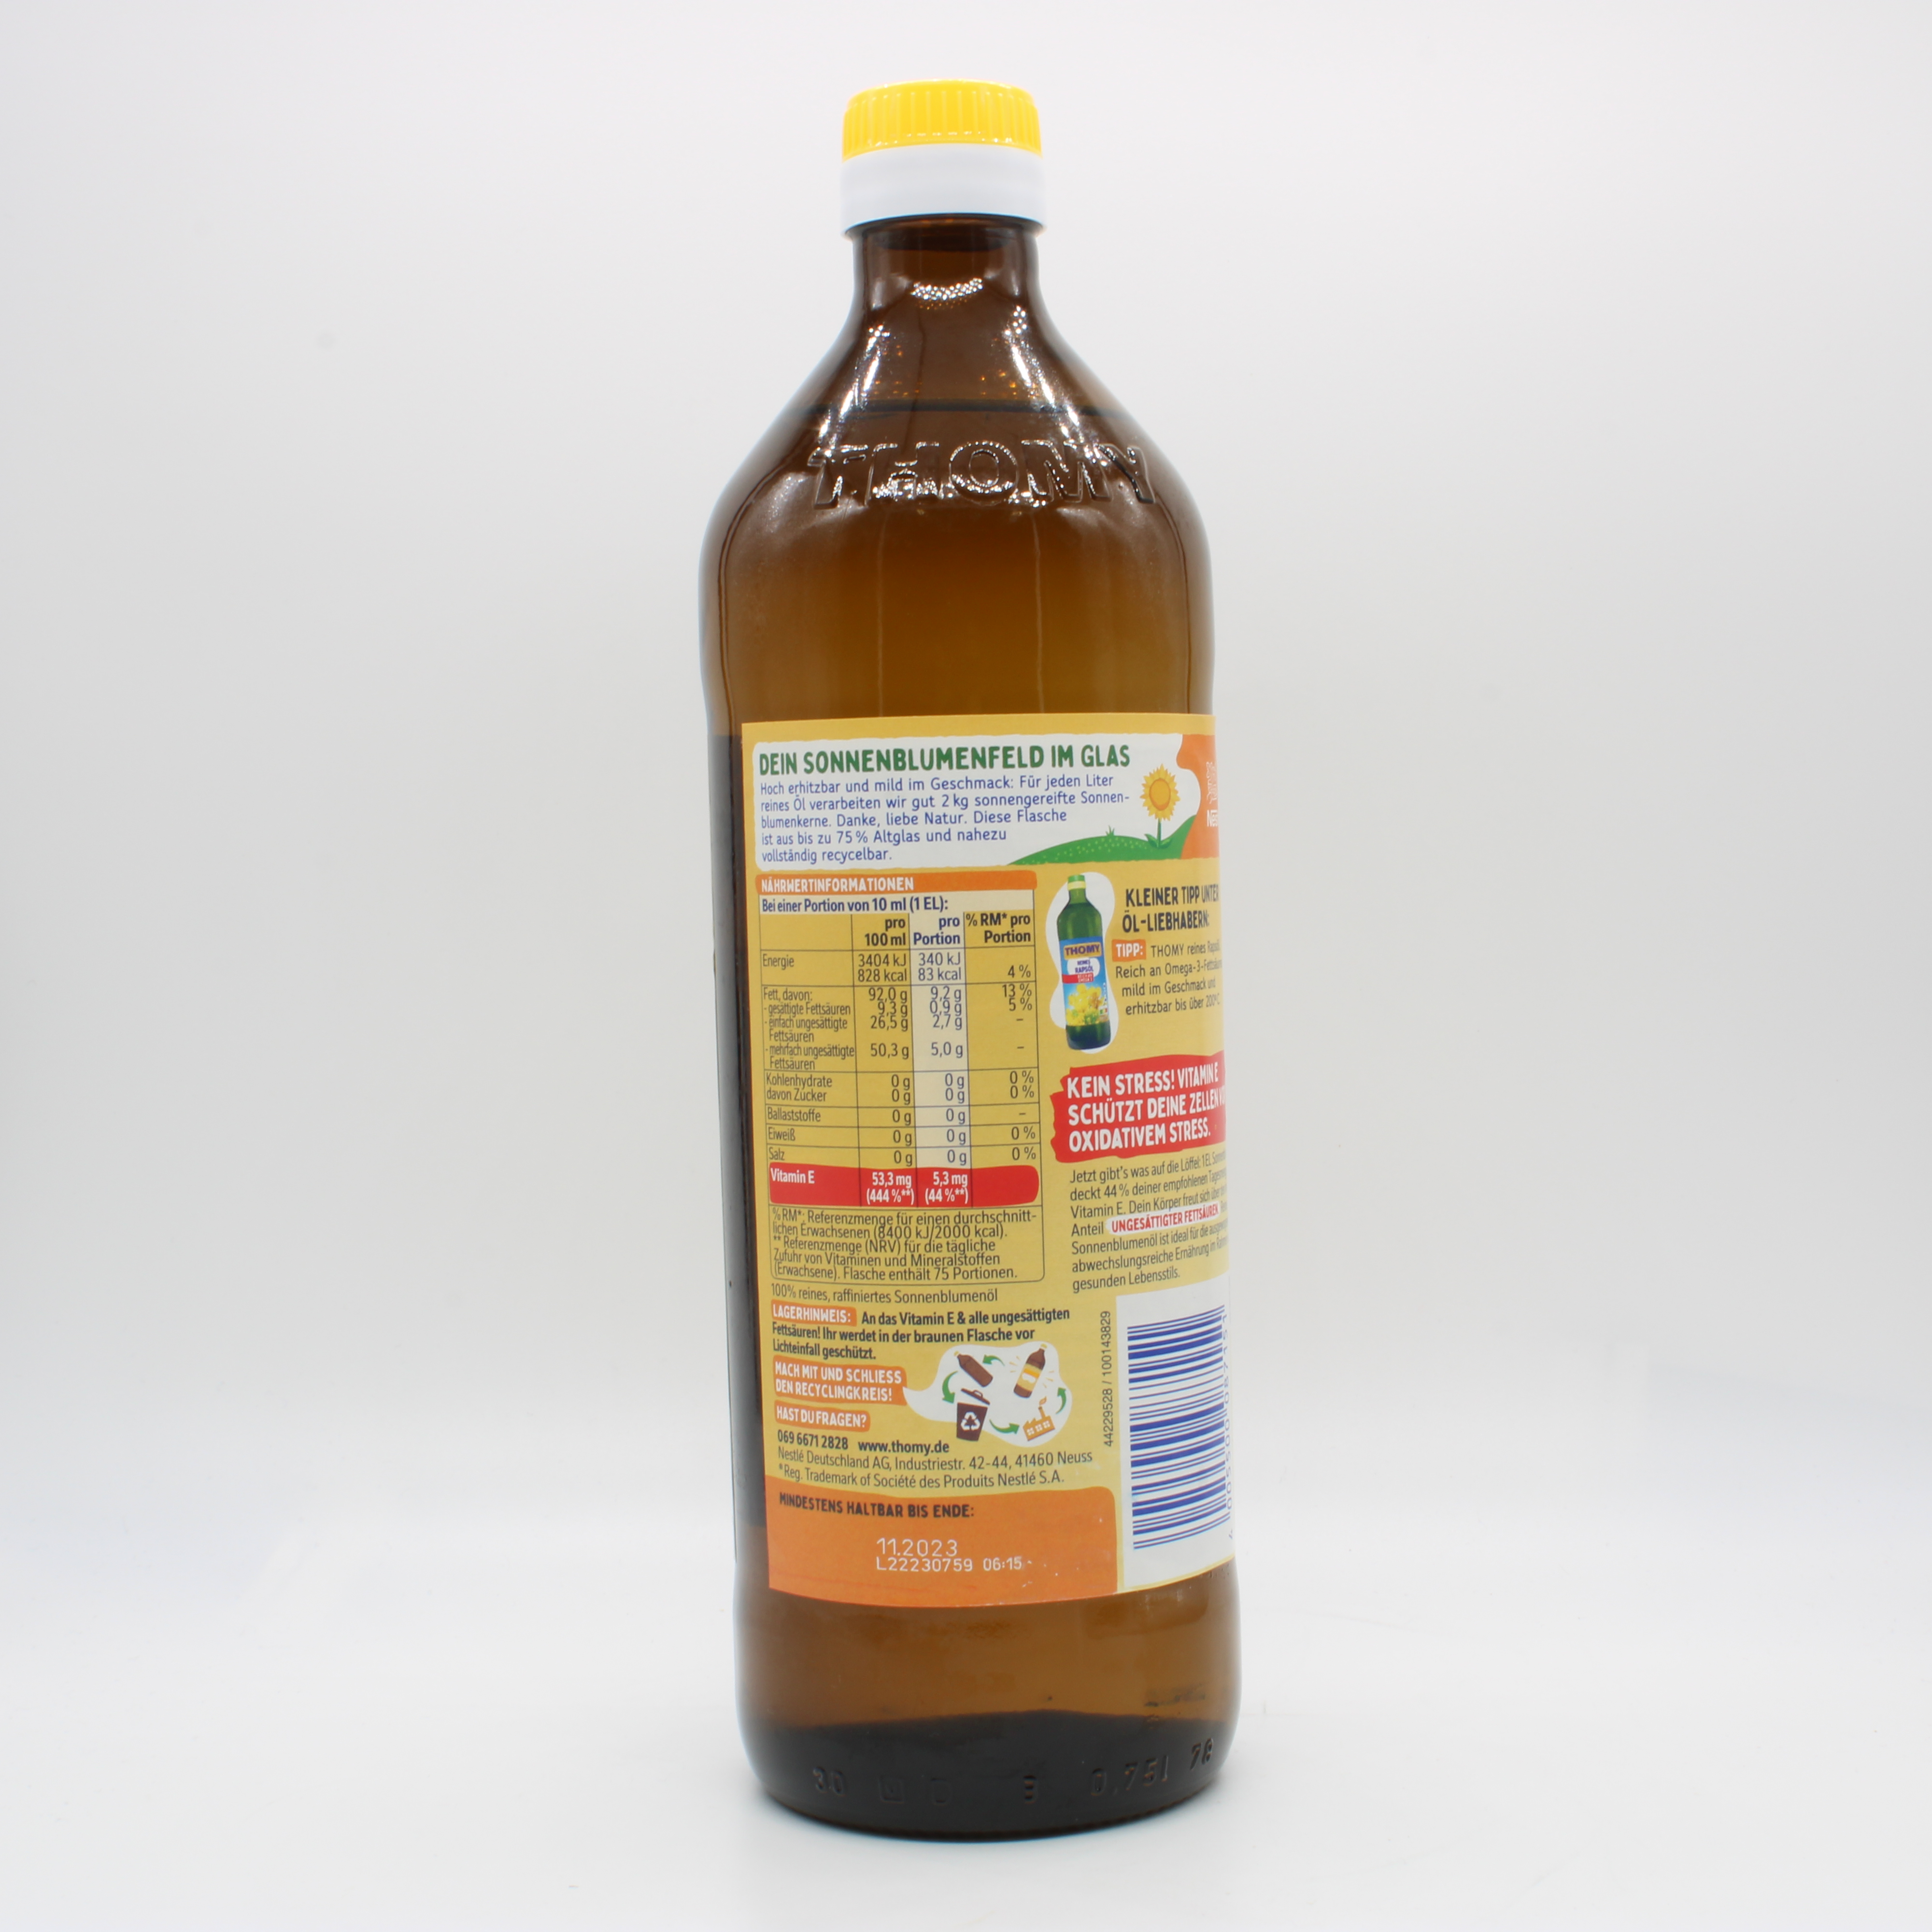 THOMY
DEIN SONNENBLUMENFELD IM GLAS
Hoch erhitzbar und mild im Geschmack: Für jeden Liter
reines Öl verarbeiten wir gut 2 kg sonnengereifte Sonnen-
blumenkerne. Danke, liebe Natur. Diese Flasche
ist aus bis zu 75 % Altglas und nahezu
vollständig recycelbar.
NÄHRWERTINFORMATIONEN
Bei einer Portion von 10 ml (1 EL):
pro 100 ml pro Portion % RM* pro Portion
Energie 3404 kJ 340 kJ
828 kcal 83 kcal 4 %
Fett, davon: 92,0 g 9,2 g 13 %
- gesättigte Fettsäuren 9,3 g 0,9 g 5 %
- einfach ungesättigte 26,5 g 2,7 g –
Fettsäuren
- mehrfach ungesättigte 50,3 g 5,0 g –
Fettsäuren
Kohlenhydrate 0 g 0 g 0 %
davon Zucker 0 g 0 g 0 %
Ballaststoffe 0 g 0 g –
Eiweiß 0 g 0 g 0 %
Salz 0 g 0 g 0 %
Vitamin E 53,3 mg 5,3 mg
(444 %**) (44 %**)
% RM*: Referenzmenge für einen durchschnitt-
lichen Erwachsenen (8400 kJ/2000 kcal).
** Referenzmenge (NRV) für die tägliche
Zufuhr von Vitaminen und Mineralstoffen
(Erwachsene). Flasche enthält 75 Portionen.
100% reines, raffiniertes Sonnenblumenöl
LAGERHINWEIS: An das Vitamin E & alle ungesättigten
Fettsäuren! Ihr werdet in der braunen Flasche vor
Lichteinfall geschützt.
MACH MIT UND SCHLIESS
DEN RECYCLINGKREIS!
HAST DU FRAGEN?
069 6671 2828 www.thomy.de
Nestlé Deutschland AG, Industriestr. 42-44, 41460 Neuss
*Reg. Trademark of Société des Produits Nestlé S.A.
MINDESTENS HALTBAR BIS ENDE:
11.2023
L22230759 06:15
KLEINER TIPP UNTER
ÖL-LIEBHABERN:
THOMY
REINES
RAPSÖL
TIPP: THOMY reines
Reich an
mild im Geschmack und
erhitzbar bis über 200°C
KEIN STRESS! VITAMIN E
SCHÜTZT DEINE ZELLEN
OXIDATIVEM STRESS.
Jetzt gibt's was auf die Löffel: 1 EL
deckt 44 % deiner empfohlenen
Vitamin E. Dein Körper freut sich über
Anteil UNGESÄTTIGTER FETTSÄUREN
Sonnenblumenöl ist ideal für die
abwechslungsreiche Ernährung im
gesunden Lebensstils.
44229528 / 100143829
30 9 0,75l 78